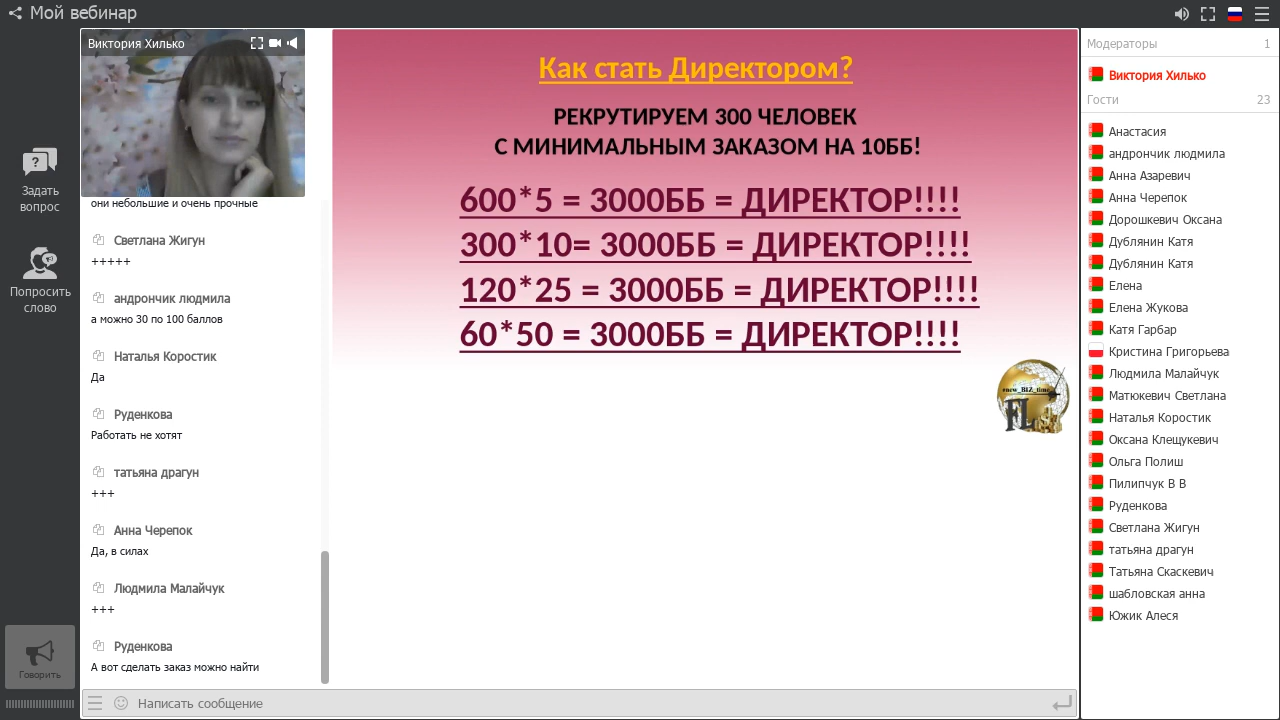 Мой вебинар
Задать
вопрос
Попросить
слово
Говорить
Виктория Хилько
они небольшие и очень прочные
Светлана Жигун
+++++
андрончик людмила
а можно 30 по 100 баллов
Наталья Коростик
Да
Руденкова
Работать не хотят
татьяна драгун
+++
Анна Черепок
Да, в силах
Людмила Малайчук
+++
Руденкова
А вот сделать заказ можно найти
Написать сообщение
Как стать Директором?
РЕКРУТИРУЕМ 300 ЧЕЛОВЕК
С МИНИМАЛЬНЫМ ЗАКАЗОМ НА 10ББ!
600*5 = 3000ББ = ДИРЕКТОР!!!!
300*10= 3000ББ = ДИРЕКТОР!!!!
120*25 = 3000ББ = ДИРЕКТОР!!!!
60*50 = 3000ББ = ДИРЕКТОР!!!!
#new_BIZ_time
FL
Модераторы 1
Виктория Хилько
Гости 23
Анастасия
андрончик людмила
Анна Азаревич
Анна Черепок
Дорошкевич Оксана
Дублянин Катя
Дублянин Катя
Елена
Елена Жукова
Катя Гарбар
Кристина Григорьева
Людмила Малайчук
Матюкевич Светлана
Наталья Коростик
Оксана Клещукевич
Ольга Полиш
Пилипчук В В
Руденкова
Светлана Жигун
татьяна драгун
Татьяна Скаскевич
шабловская анна
Южик Алеся